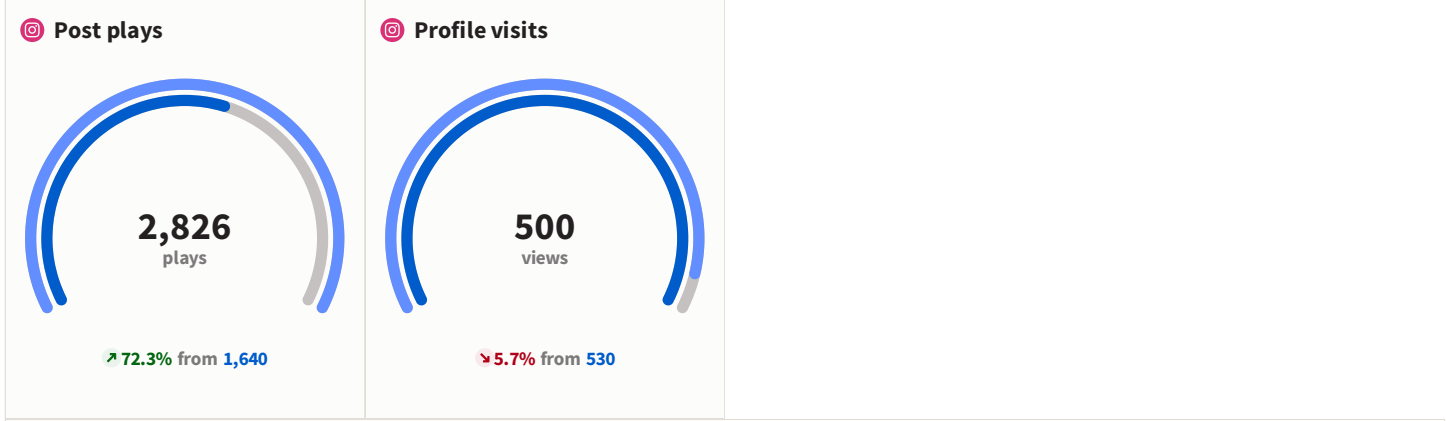 Post plays
2,826
plays
72.3% from 1,640
Profile visits
500
views
5.7% from 530